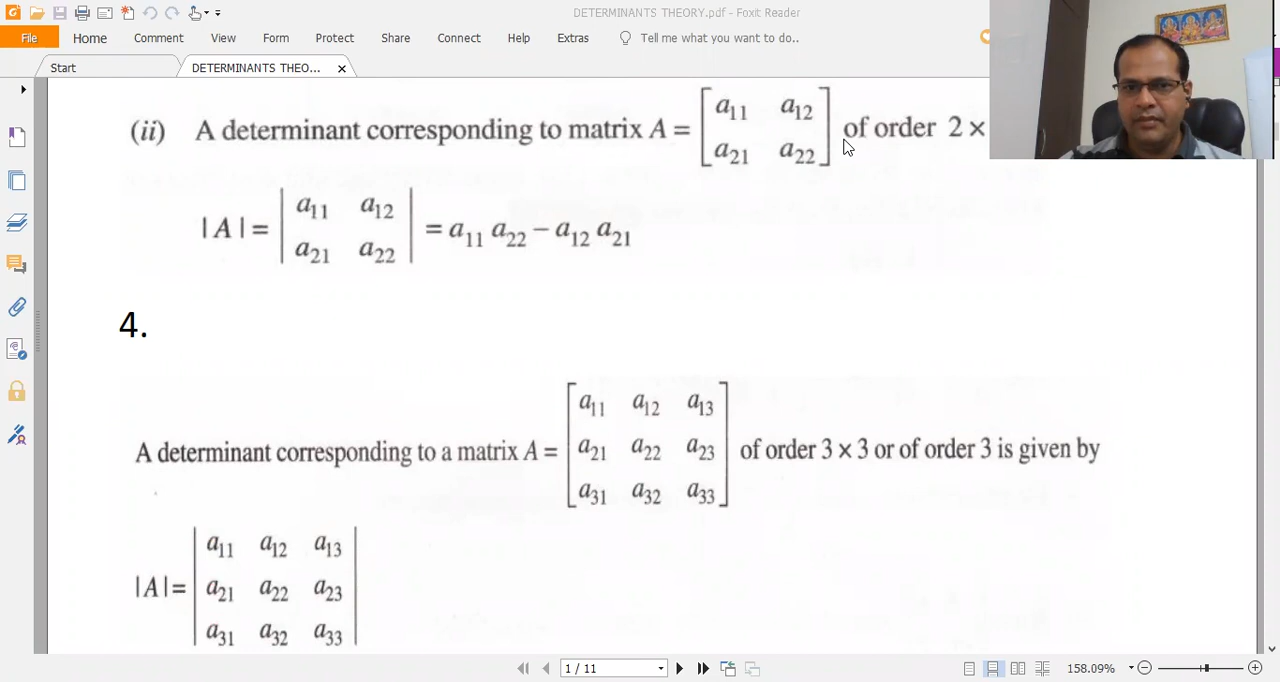 DETERMINANTS THEORY.pdf - Foxit Reader
File Home Comment View Form Protect Share Connect Help Extras Tell me what you want to do..
Start DETERMINANTS THEO... ×
(ii) A determinant corresponding to matrix A = [a11 a12
a21 a22] of order 2 ×
|A| = |a11 a12
a21 a22| = a11 a22 – a12 a21
4.
A determinant corresponding to a matrix A = [a11 a12 a13
a21 a22 a23
a31 a32 a33] of order 3 × 3 or of order 3 is given by
|A| = |a11 a12 a13
a21 a22 a23
a31 a32 a33|
1 / 11 158.09%